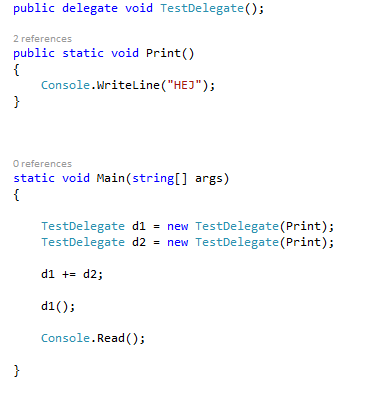 public delegate void TestDelegate();
2 references
public static void Print()
{
Console.WriteLine("HEJ");
}
0 references
static void Main(string[] args)
{
TestDelegate d1 = new TestDelegate(Print);
TestDelegate d2 = new TestDelegate(Print);
d1 += d2;
d1();
Console.Read();
}